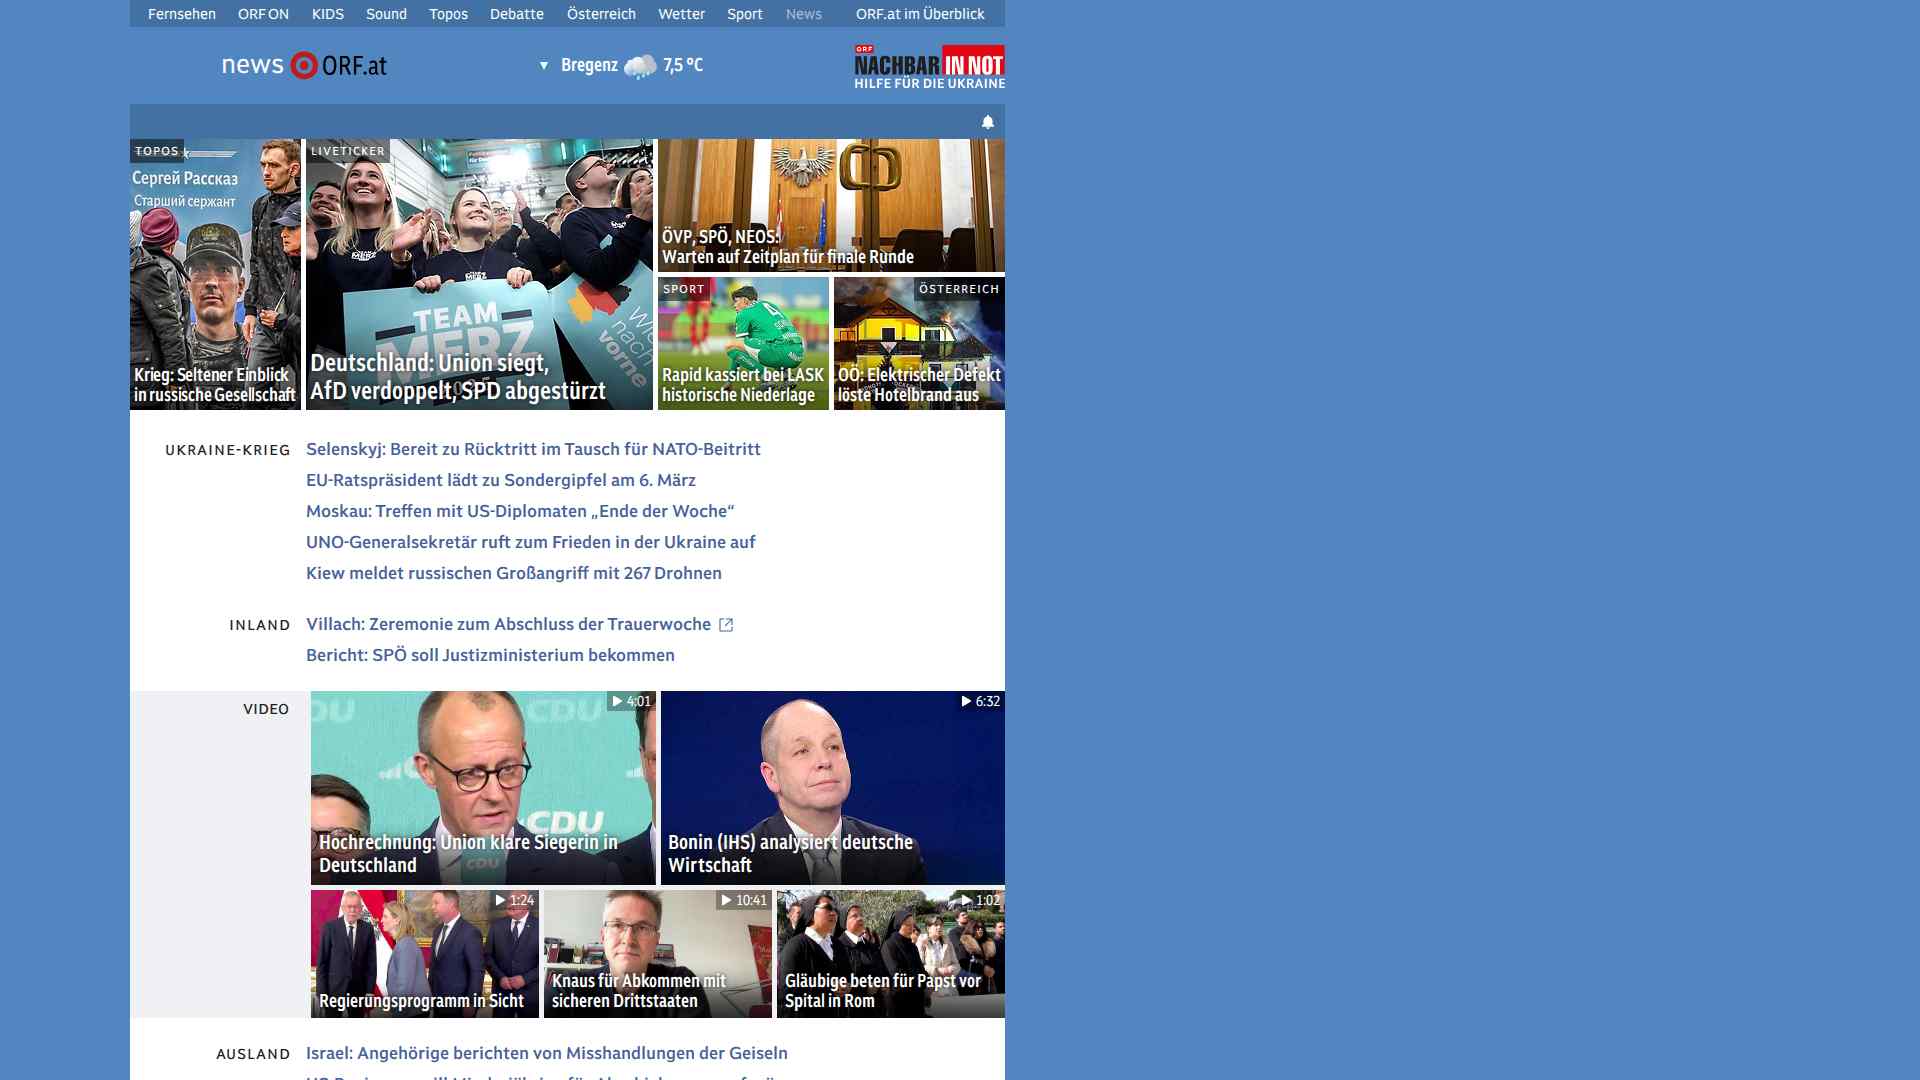 Fernsehen ORF ON KIDS Sound Topos Debatte Österreich Wetter Sport News ORF.at im Überblick
news ORF.at
Bregenz 7,5 °C
ORF
NACHBAR IN NOT
HILFE FÜR DIE UKRAINE
TOPOS
Сергей Рассказ
Старший сержант
Krieg: Seltener Einblick
in russische Gesellschaft
LIVETICKER
TEAM
MERZ
Deutschland: Union siegt,
AfD verdoppelt, SPD abgestürzt
ÖVP, SPÖ, NEOS:
Warten auf Zeitplan für finale Runde
SPORT
Rapid kassiert bei LASK
historische Niederlage
ÖSTERREICH
OÖ: Elektrischer Defekt
löste Hotelbrand aus
UKRAINE-KRIEG
Selenskyj: Bereit zu Rücktritt im Tausch für NATO-Beitritt
EU-Ratspräsident lädt zu Sondergipfel am 6. März
Moskau: Treffen mit US-Diplomaten „Ende der Woche“
UNO-Generalsekretär ruft zum Frieden in der Ukraine auf
Kiew meldet russischen Großangriff mit 267 Drohnen
INLAND
Villach: Zeremonie zum Abschluss der Trauerwoche
Bericht: SPÖ soll Justizministerium bekommen
VIDEO
4:01
CDU
CDU
Hochrechnung: Union klare Siegerin in
Deutschland
6:32
Bonin (IHS) analysiert deutsche
Wirtschaft
1:24
Regierungsprogramm in Sicht
10:41
Knaus für Abkommen mit
sicheren Drittstaaten
1:02
Gläubige beten für Papst vor
Spital in Rom
AUSLAND
Israel: Angehörige berichten von Misshandlungen der Geiseln